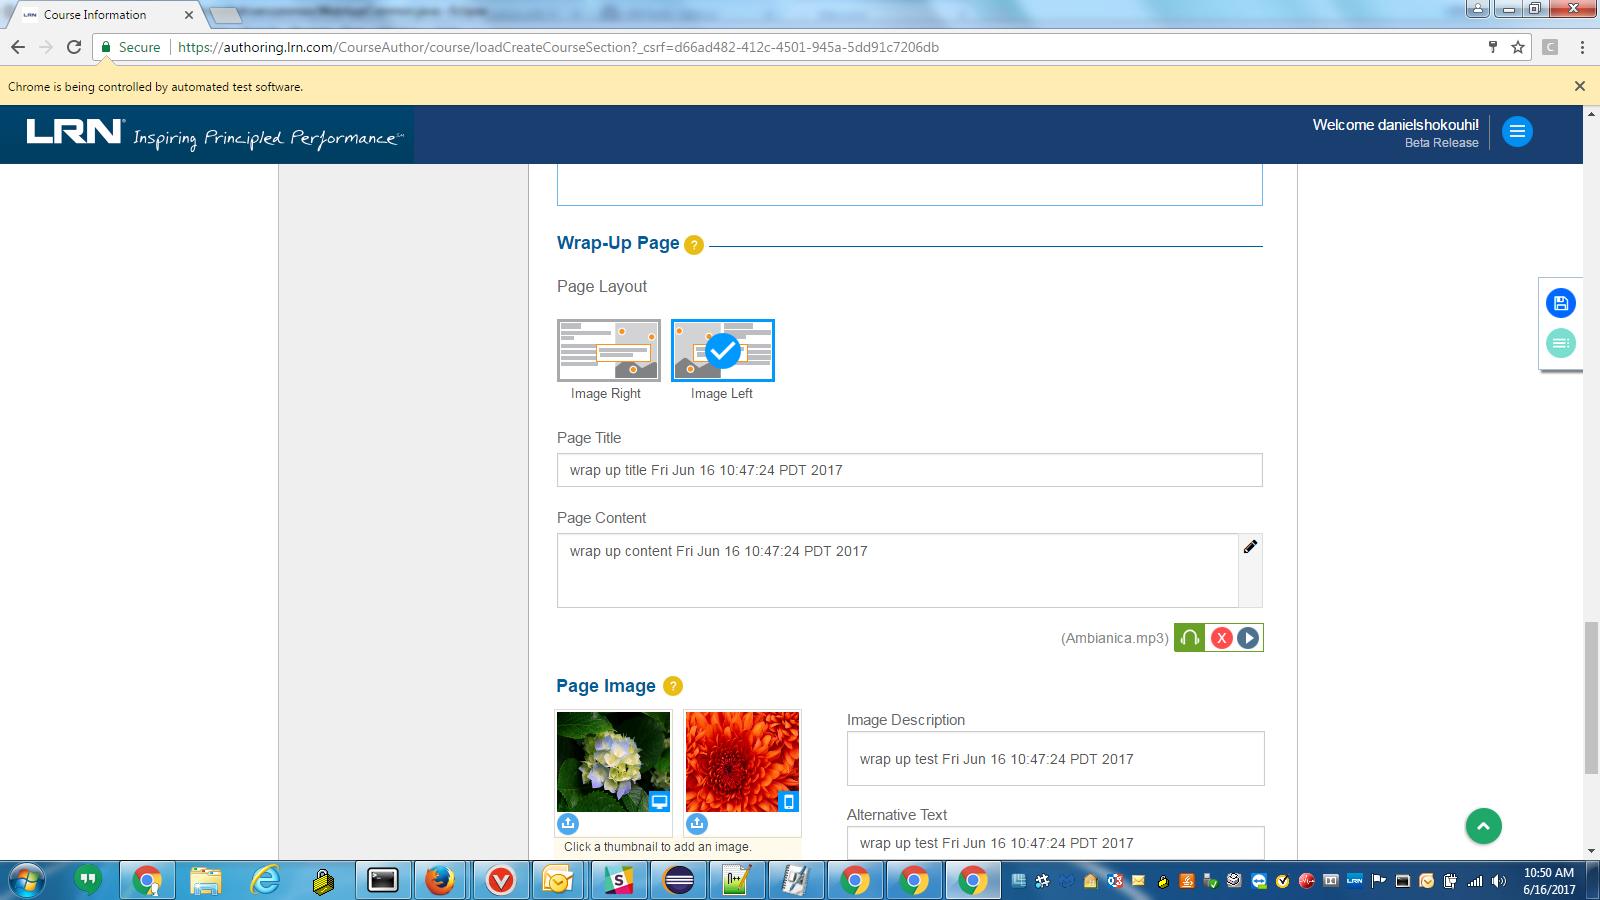 LRN Course Information
Secure https://authoring.lrn.com/CourseAuthor/course/loadCreateCourseSection?_csrf=d66ad482-412c-4501-945a-5dd91c7206db
C
Chrome is being controlled by automated test software.
LRN Inspiring Principled Performance
Welcome danielshokouhi!
Beta Release
Wrap-Up Page ?
Page Layout
Image Right Image Left
Page Title
wrap up title Fri Jun 16 10:47:24 PDT 2017
Page Content
wrap up content Fri Jun 16 10:47:24 PDT 2017
(Ambianica.mp3) X
Page Image ?
Image Description
wrap up test Fri Jun 16 10:47:24 PDT 2017
Alternative Text
wrap up test Fri Jun 16 10:47:24 PDT 2017
Click a thumbnail to add an image.
10:50 AM
6/16/2017